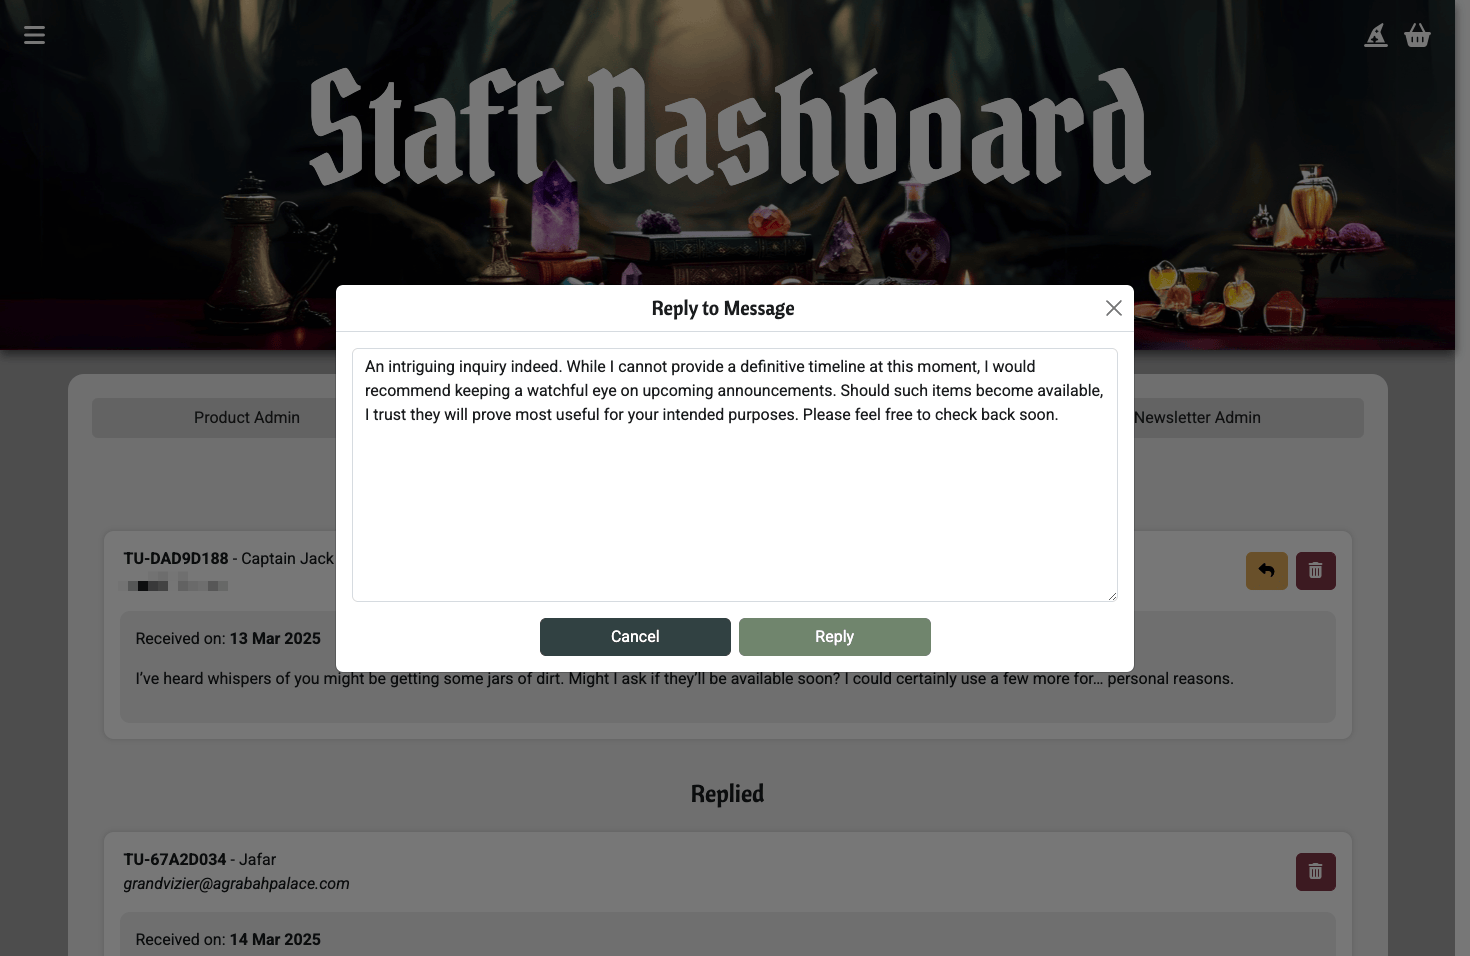 Staff Dashboard
Reply to Message
An intriguing inquiry indeed. While I cannot provide a definitive timeline at this moment, I would
recommend keeping a watchful eye on upcoming announcements. Should such items become available,
I trust they will prove most useful for your intended purposes. Please feel free to check back soon.
Product Admin
Newsletter Admin
TU-DAD9D188 - Captain Jack
Cancel
Reply
Received on: 13 Mar 2025
I’ve heard whispers of you might be getting some jars of dirt. Might I ask if they’ll be available soon? I could certainly use a few more for… personal reasons.
Replied
TU-67A2D034 - Jafar
grandvizier@agrabahpalace.com
Received on: 14 Mar 2025